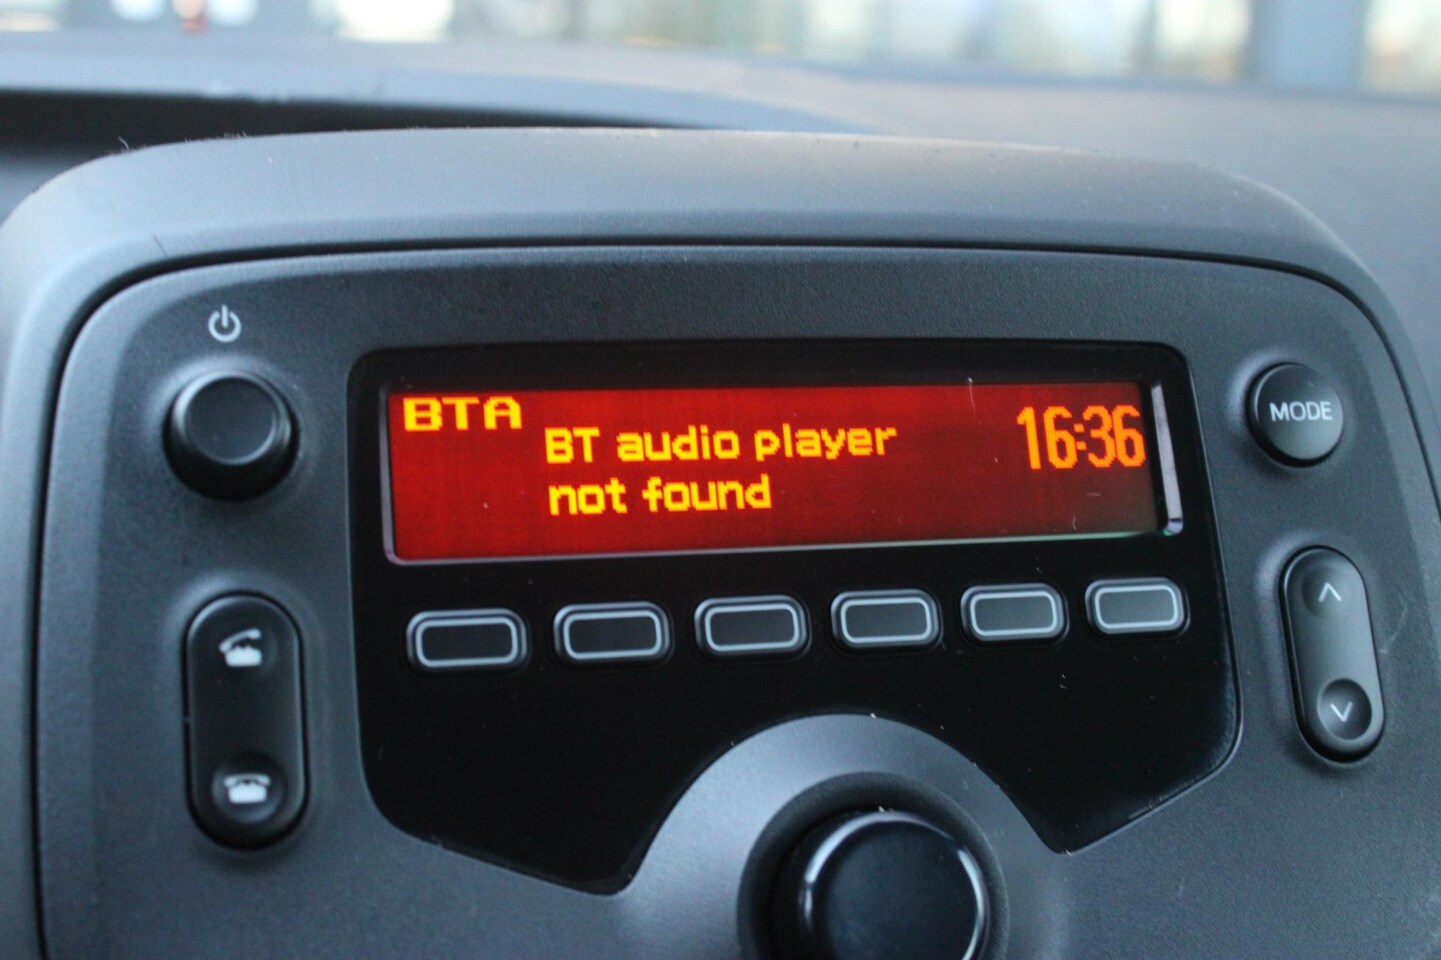 BTA
BT audio player
not found
16:36
MODE